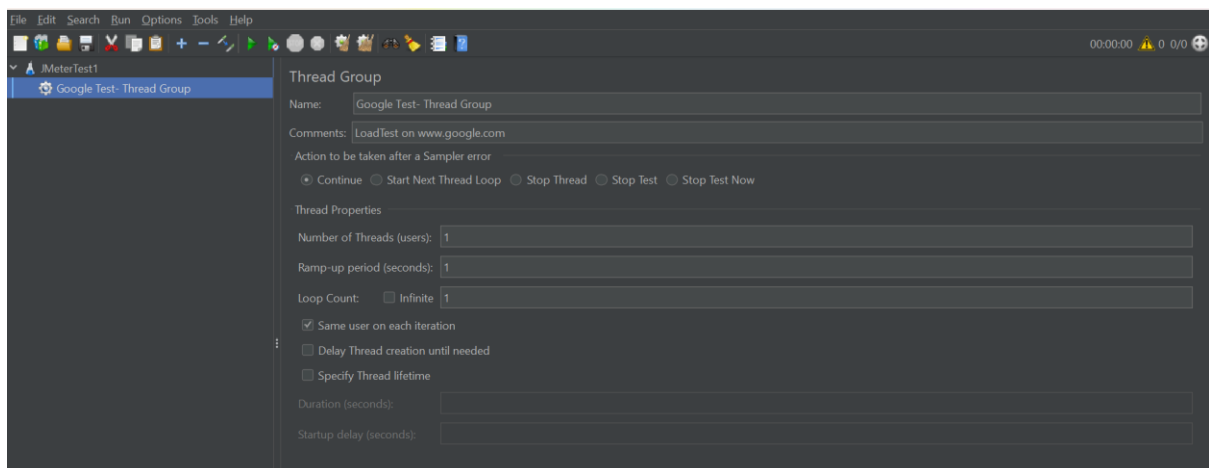 File Edit Search Run Options Tools Help
00:00:00 0 0/0
JMeterTest1
Google Test- Thread Group
Thread Group
Name: Google Test- Thread Group
Comments: LoadTest on www.google.com
Action to be taken after a Sampler error
Continue Start Next Thread Loop Stop Thread Stop Test Stop Test Now
Thread Properties
Number of Threads (users): 1
Ramp-up period (seconds): 1
Loop Count: Infinite 1
Same user on each iteration
Delay Thread creation until needed
Specify Thread lifetime
Duration (seconds):
Startup delay (seconds):